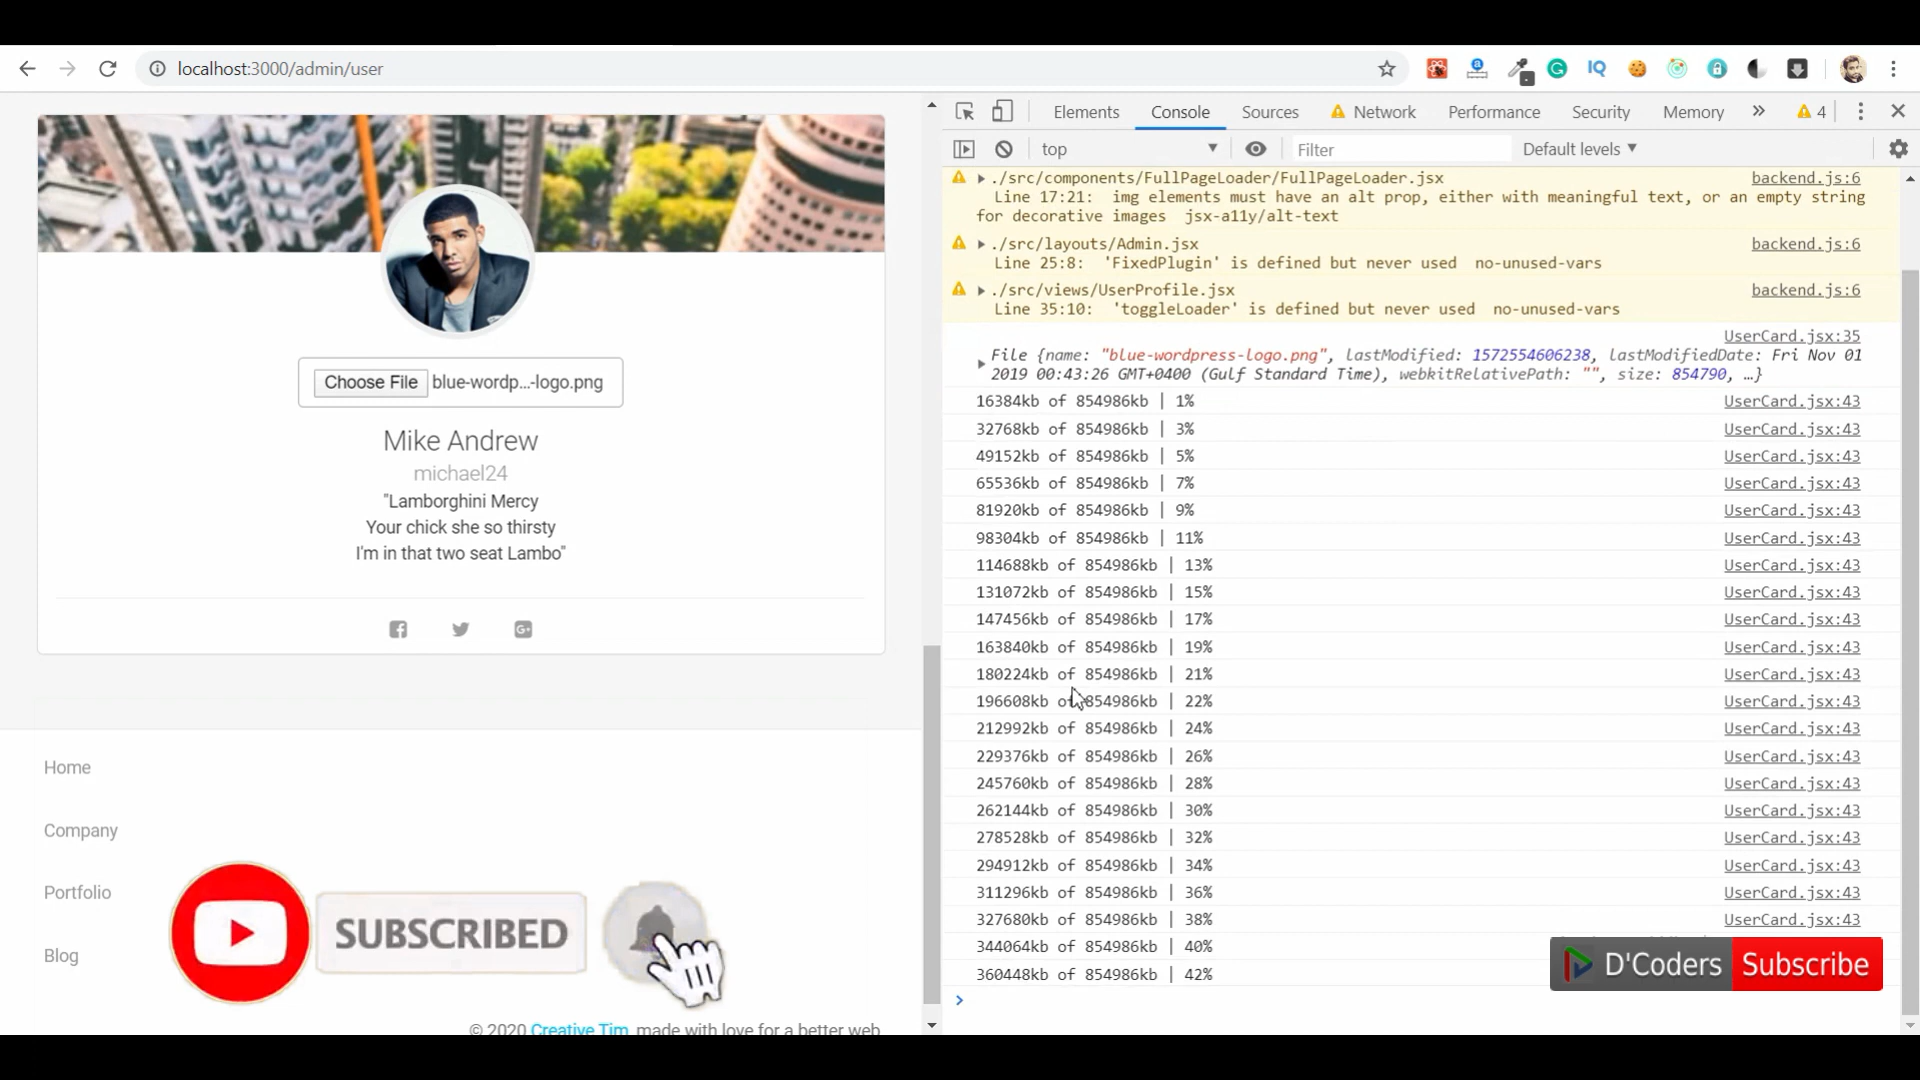 localhost:3000/admin/user
IQ
Elements Console Sources Network Performance Security Memory 4
top Filter Default levels
./src/components/FullPageLoader/FullPageLoader.jsx backend.js:6
Line 17:21: img elements must have an alt prop, either with meaningful text, or an empty string
for decorative images jsx-a11y/alt-text
./src/layouts/Admin.jsx backend.js:6
Line 25:8: 'FixedPlugin' is defined but never used no-unused-vars
./src/views/UserProfile.jsx backend.js:6
Line 35:10: 'toggleLoader' is defined but never used no-unused-vars
UserCard.jsx:35
File {name: "blue-wordpress-logo.png", lastModified: 1572554606238, lastModifiedDate: Fri Nov 01
2019 00:43:26 GMT+0400 (Gulf Standard Time), webkitRelativePath: "", size: 854790, …}
16384kb of 854986kb | 1% UserCard.jsx:43
32768kb of 854986kb | 3% UserCard.jsx:43
49152kb of 854986kb | 5% UserCard.jsx:43
65536kb of 854986kb | 7% UserCard.jsx:43
81920kb of 854986kb | 9% UserCard.jsx:43
98304kb of 854986kb | 11% UserCard.jsx:43
114688kb of 854986kb | 13% UserCard.jsx:43
131072kb of 854986kb | 15% UserCard.jsx:43
147456kb of 854986kb | 17% UserCard.jsx:43
163840kb of 854986kb | 19% UserCard.jsx:43
180224kb of 854986kb | 21% UserCard.jsx:43
196608kb of 854986kb | 22% UserCard.jsx:43
212992kb of 854986kb | 24% UserCard.jsx:43
229376kb of 854986kb | 26% UserCard.jsx:43
245760kb of 854986kb | 28% UserCard.jsx:43
262144kb of 854986kb | 30% UserCard.jsx:43
278528kb of 854986kb | 32% UserCard.jsx:43
294912kb of 854986kb | 34% UserCard.jsx:43
311296kb of 854986kb | 36% UserCard.jsx:43
327680kb of 854986kb | 38% UserCard.jsx:43
344064kb of 854986kb | 40%
360448kb of 854986kb | 42%
Choose File blue-wordp...-logo.png
Mike Andrew
michael24
"Lamborghini Mercy
Your chick she so thirsty
I'm in that two seat Lambo"
Home
Company
Portfolio
Blog
SUBSCRIBED
D'Coders Subscribe
© 2020 Creative Tim, made with love for a better web